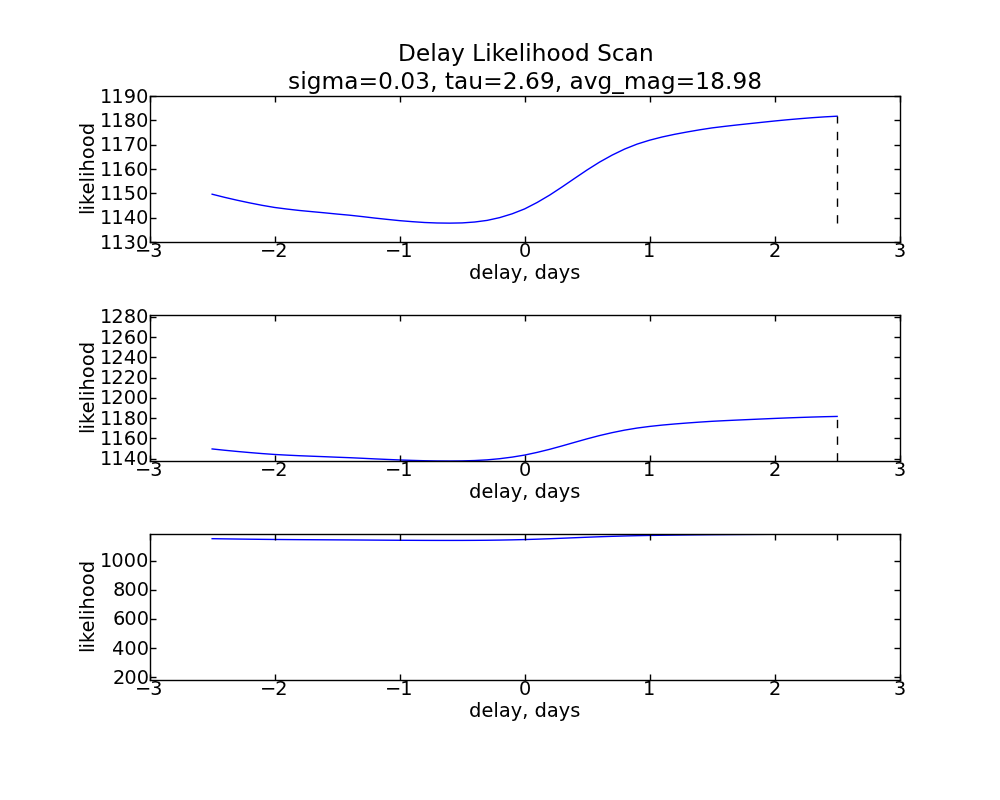 Delay Likelihood Scan
sigma=0.03, tau=2.69, avg_mag=18.98
1190
1180
1170
1160
1150
1140
1130
likelihood
−3 −2 −1 0 1 2 3
delay, days
1280
1260
1240
1220
1200
1180
1160
1140
likelihood
−3 −2 −1 0 1 2 3
delay, days
1000
800
600
400
200
likelihood
−3 −2 −1 0 1 2 3
delay, days